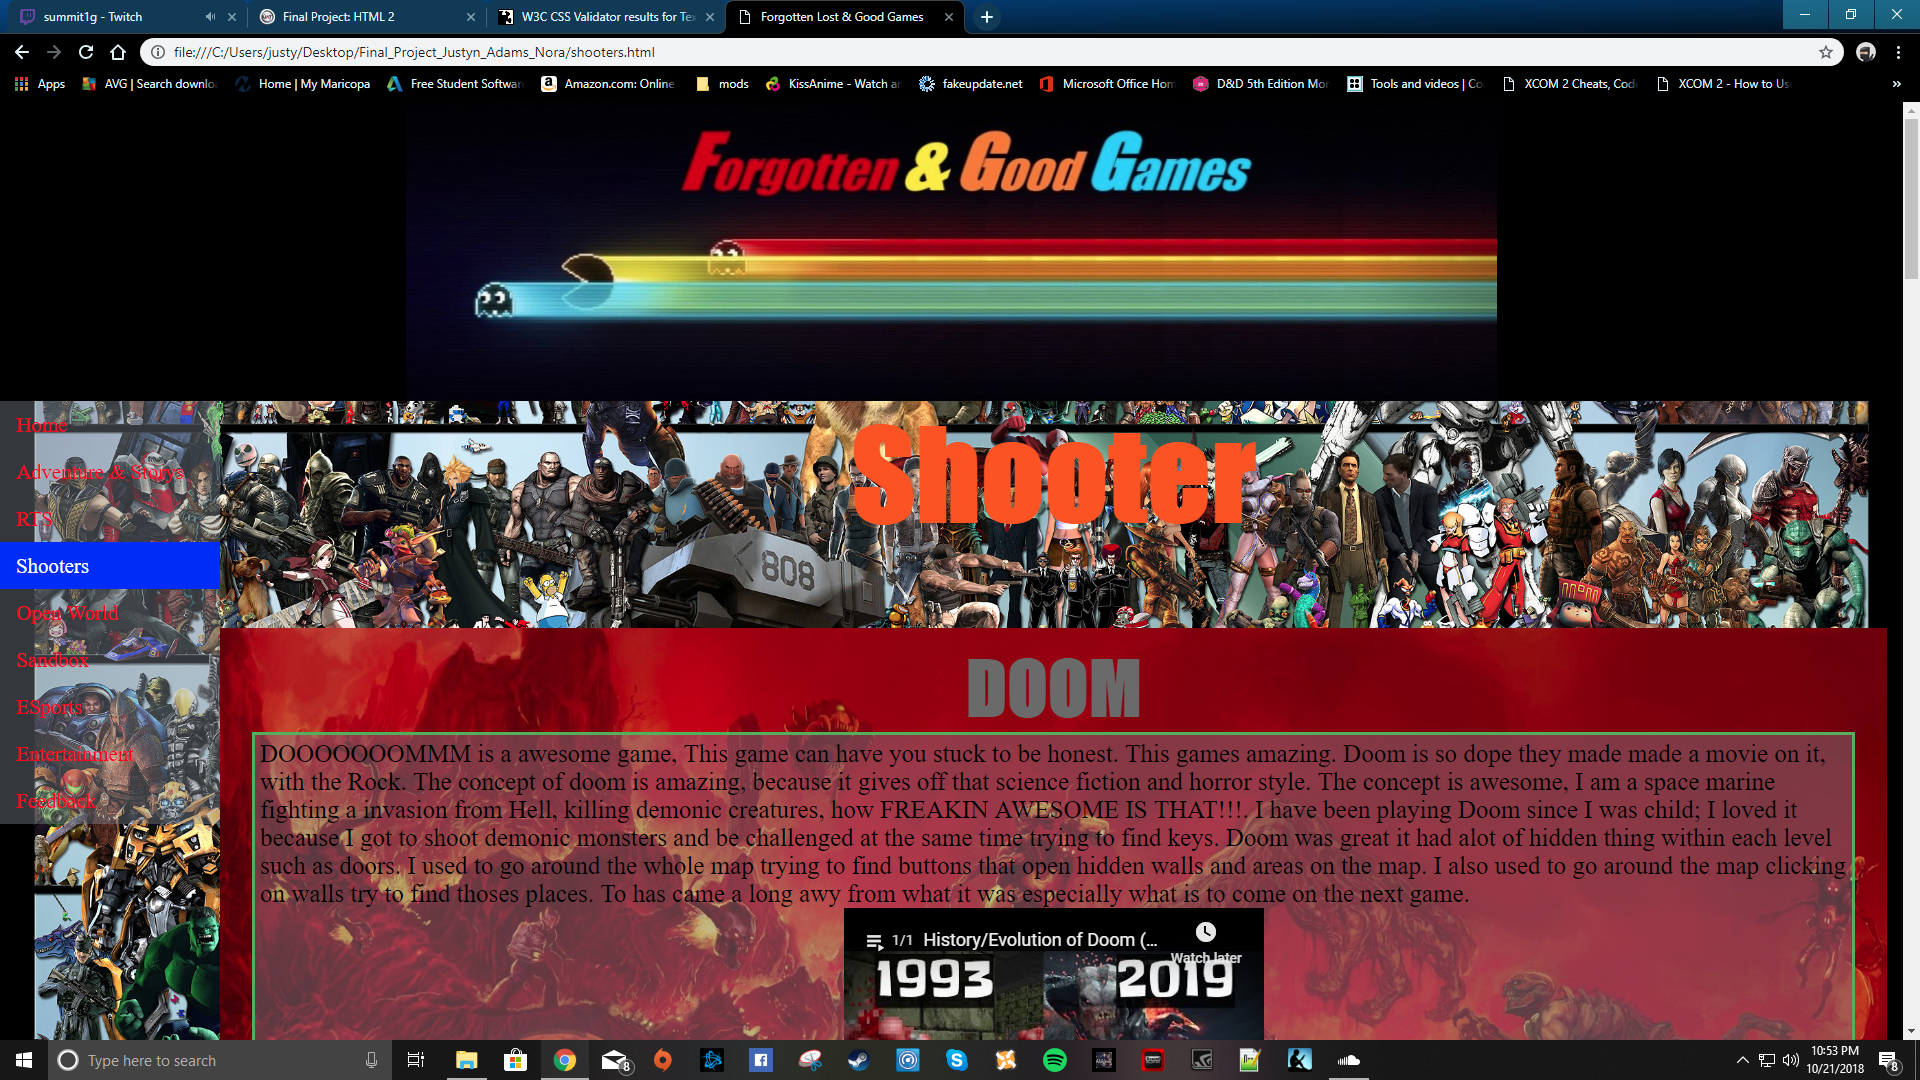 summit1g - Twitch
Final Project: HTML 2
W3C CSS Validator results for Tex
Forgotten Lost & Good Games
file:///C:/Users/justy/Desktop/Final_Project_Justyn_Adams_Nora/shooters.html
Apps
AVG | Search downlo
Home | My Maricopa
Free Student Software
Amazon.com: Online
mods
KissAnime - Watch an
fakeupdate.net
Microsoft Office Hom
D&D 5th Edition Mon
Tools and videos | Co
XCOM 2 Cheats, Code
XCOM 2 - How to Us
»
Forgotten & Good Games
Home
Adventure & Storys
RTS
Shooters
Open World
Sandbox
ESports
Entertainment
Feedback
Shooter
808
DOOM
DOOOOOOOMMM is a awesome game, This game can have you stuck to be honest. This games amazing. Doom is so dope they made made a movie on it,
with the Rock. The concept of doom is amazing, because it gives off that science fiction and horror style. The concept is awesome, I am a space marine
fighting a invasion from Hell, killing demonic creatures, how FREAKIN AWESOME IS THAT!!!. I have been playing Doom since I was child; I loved it
because I got to shoot demonic monsters and be challenged at the same time trying to find keys. Doom was great it had alot of hidden thing within each level
such as doors. I used to go around the whole map trying to find buttons that open hidden walls and areas on the map. I also used to go around the map clicking
on walls try to find thoses places. To has came a long awy from what it was especially what is to come on the next game.
1/1 History/Evolution of Doom (...
Watch later
1993 2019
Type here to search
8
10:53 PM
10/21/2018
8